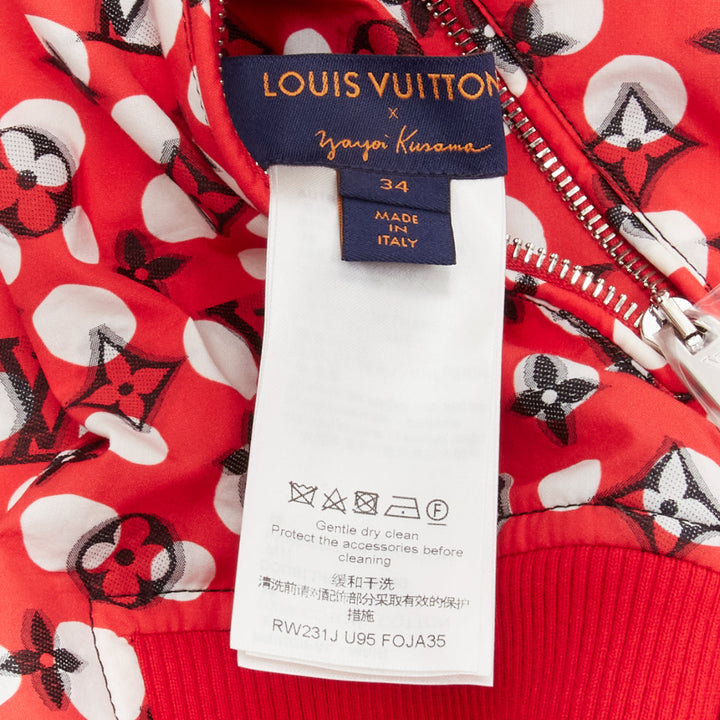 LOUIS VUITTON
x
Yayoi Kusama
34
MADE IN
ITALY
F
Gentle dry clean
Protect the accessories before
cleaning
缓和干洗
清洗前请对配饰部分采取有效的保护
措施
RW231J U95 FOJA35